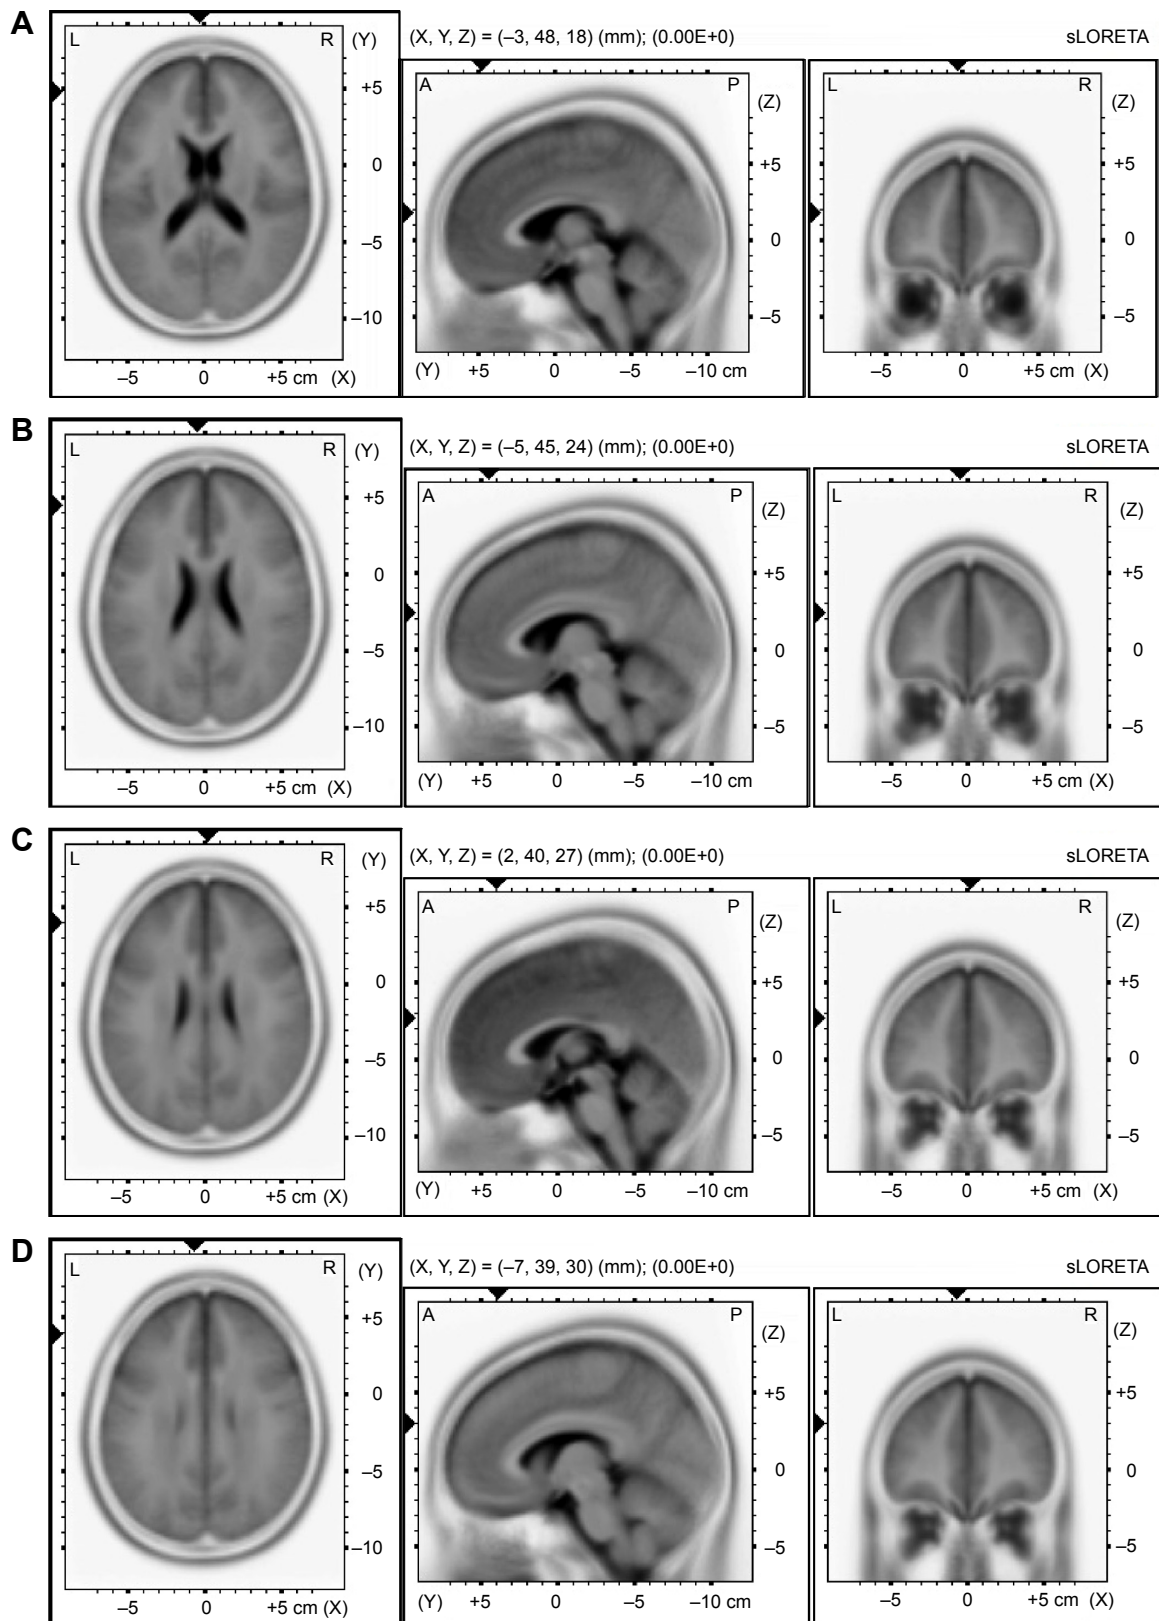 A
L R (Y)
+5
0
–5
–10
–5 0 +5 cm (X)
(X, Y, Z) = (–3, 48, 18) (mm); (0.00E+0) sLORETA
A P (Z)
+5
0
–5
(Y) +5 0 –5 –10 cm
L R (Z)
+5
0
–5
–5 0 +5 cm (X)
B
L R (Y)
+5
0
–5
–10
–5 0 +5 cm (X)
(X, Y, Z) = (–5, 45, 24) (mm); (0.00E+0) sLORETA
A P (Z)
+5
0
–5
(Y) +5 0 –5 –10 cm
L R (Z)
+5
0
–5
–5 0 +5 cm (X)
C
L R (Y)
+5
0
–5
–10
–5 0 +5 cm (X)
(X, Y, Z) = (2, 40, 27) (mm); (0.00E+0) sLORETA
A P (Z)
+5
0
–5
(Y) +5 0 –5 –10 cm
L R (Z)
+5
0
–5
–5 0 +5 cm (X)
D
L R (Y)
+5
0
–5
–10
–5 0 +5 cm (X)
(X, Y, Z) = (–7, 39, 30) (mm); (0.00E+0) sLORETA
A P (Z)
+5
0
–5
(Y) +5 0 –5 –10 cm
L R (Z)
+5
0
–5
–5 0 +5 cm (X)